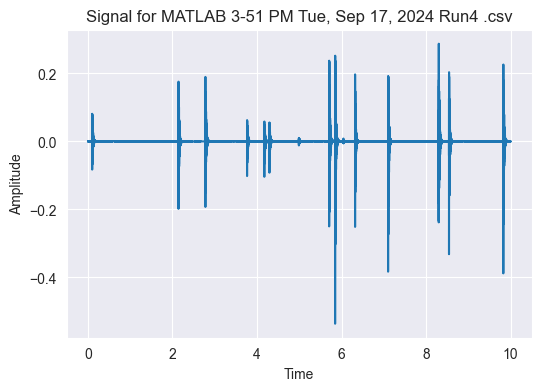 Signal for MATLAB 3-51 PM Tue, Sep 17, 2024 Run4 .csv
0.2
0.0
−0.2
−0.4
Amplitude
0 2 4 6 8 10
Time